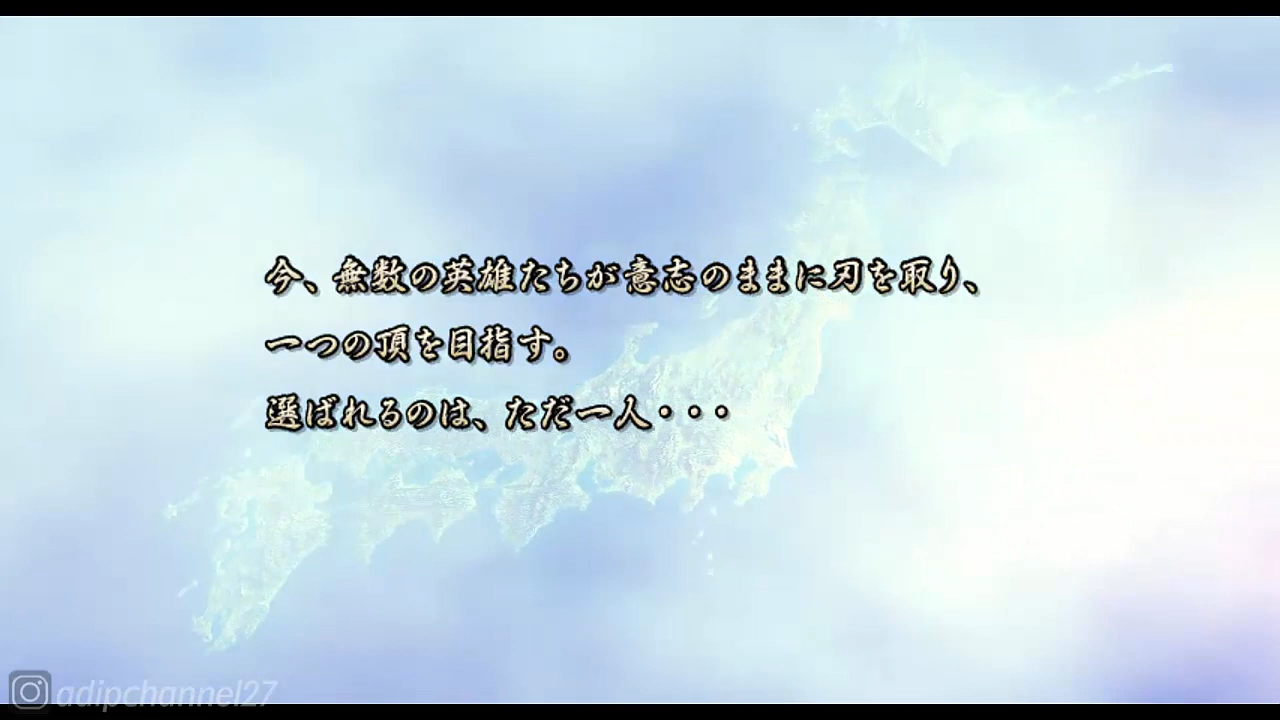 今、無数の英雄たちが意志のままに刃を取り、
一つの頂を目指す。
選ばれるのは、ただ一人・・・
adipchannel27